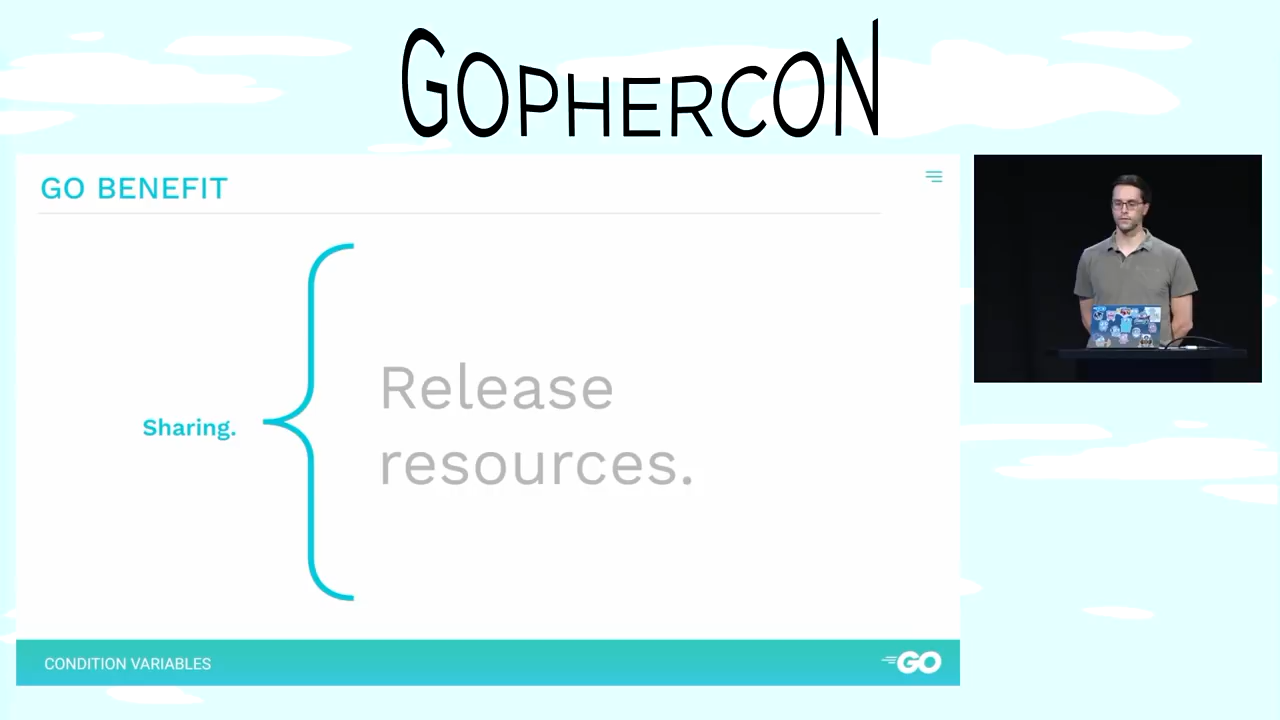 GOPHERCON
GO BENEFIT
Sharing.
Release
resources.
CONDITION VARIABLES
GO